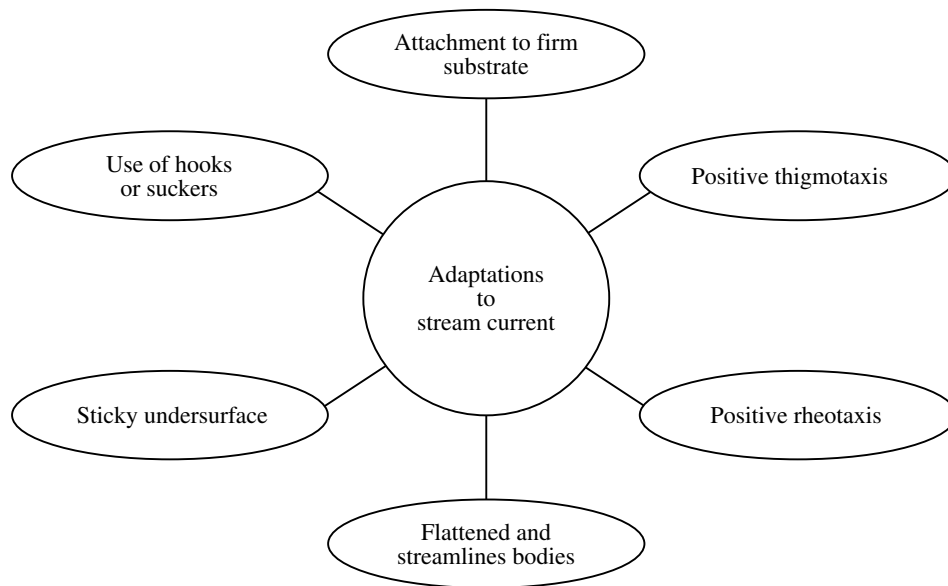 Attachment to firm
substrate
Use of hooks
or suckers
Positive thigmotaxis
Adaptations
to
stream current
Sticky undersurface
Positive rheotaxis
Flattened and
streamlines bodies